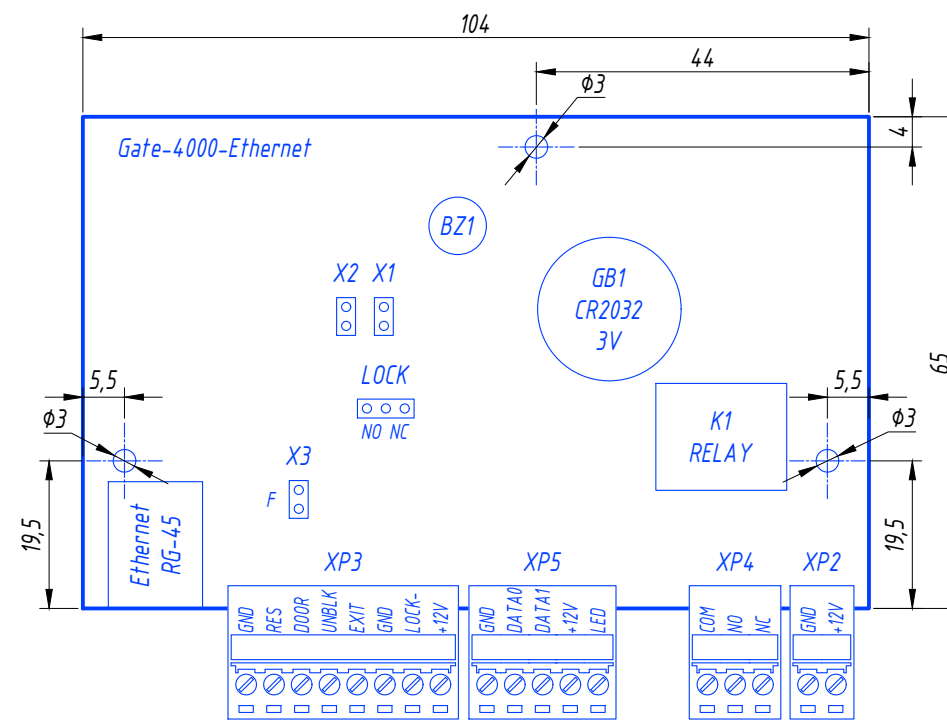 104
44
ϕ3
4
Gate-4000-Ethernet
BZ1
X2 X1
GB1
CR2032
3V
65
5,5
LOCK
5,5
NO NC
K1
RELAY
ϕ3
ϕ3
X3
F
19,5
Ethernet
RG-45
19,5
XP3
XP5
XP4
XP2
GND
RES
DOOR
UNBLK
EXIT
GND
LOCK-
+12V
GND
DATA0
DATA1
+12V
LED
COM
NO
NC
GND
+12V